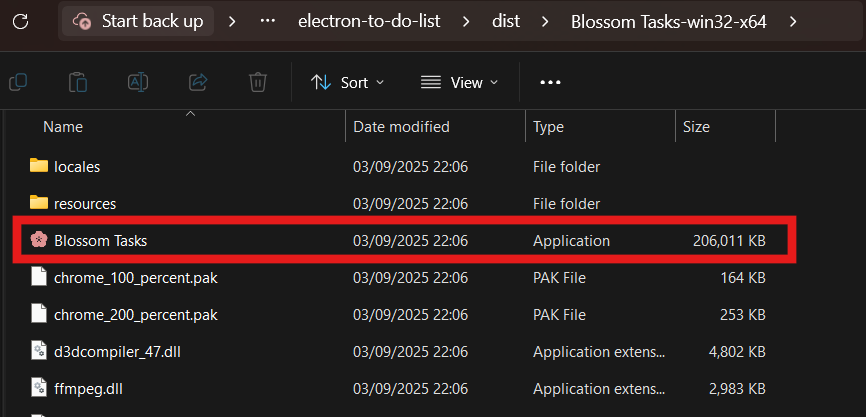 Start back up > ··· electron-to-do-list > dist > Blossom Tasks-win32-x64 >
Sort View ···
Name Date modified Type Size
locales 03/09/2025 22:06 File folder
resources 03/09/2025 22:06 File folder
Blossom Tasks 03/09/2025 22:06 Application 206,011 KB
chrome_100_percent.pak 03/09/2025 22:06 PAK File 164 KB
chrome_200_percent.pak 03/09/2025 22:06 PAK File 253 KB
d3dcompiler_47.dll 03/09/2025 22:06 Application extens... 4,802 KB
ffmpeg.dll 03/09/2025 22:06 Application extens... 2,983 KB